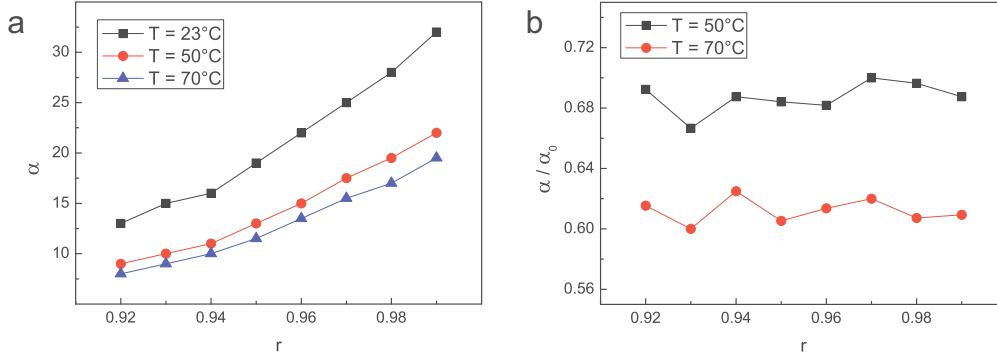 a
T = 23°C
T = 50°C
T = 70°C
30
25
20
15
10
α
0.92
0.94
0.96
0.98
r
b
T = 50°C
T = 70°C
0.72
0.68
0.64
0.60
0.56
α / α₀
0.92
0.94
0.96
0.98
r